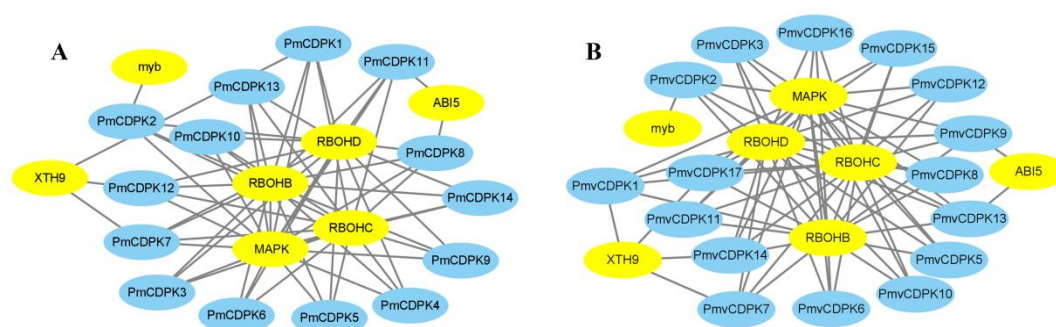 A
myb
PmCDPK1
PmCDPK11
PmCDPK13
ABI5
PmCDPK2
PmCDPK10
RBOHD
PmCDPK8
XTH9
PmCDPK12
RBOHB
PmCDPK14
RBOHC
PmCDPK7
MAPK
PmCDPK9
PmCDPK3
PmCDPK6
PmCDPK5
PmCDPK4
B
PmvCDPK16
PmvCDPK3
PmvCDPK15
PmvCDPK2
PmvCDPK12
MAPK
myb
RBOHD
PmvCDPK9
RBOHC
ABI5
PmvCDPK1
PmvCDPK17
PmvCDPK8
PmvCDPK11
PmvCDPK13
RBOHB
XTH9
PmvCDPK14
PmvCDPK5
PmvCDPK10
PmvCDPK7
PmvCDPK6